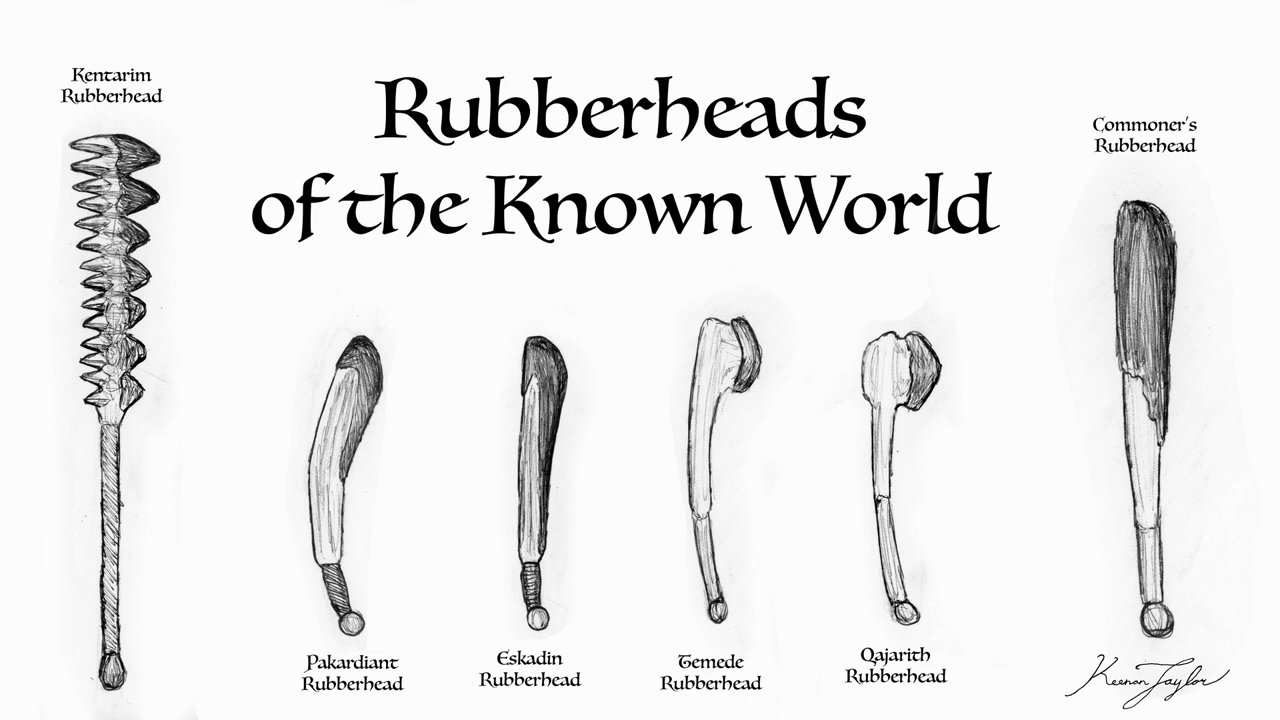 Kentarim
Rubberhead
Rubberheads
of the Known World
Commoner's
Rubberhead
Pakardiant
Rubberhead
Eskadin
Rubberhead
Temede
Rubberhead
Qajarith
Rubberhead
Keenan Taylor